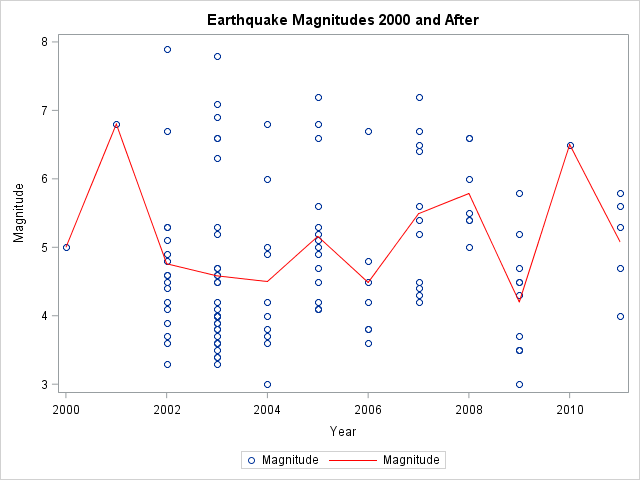 Earthquake Magnitudes 2000 and After
8
7
6
5
4
3
Magnitude
2000 2002 2004 2006 2008 2010
Year
Magnitude Magnitude